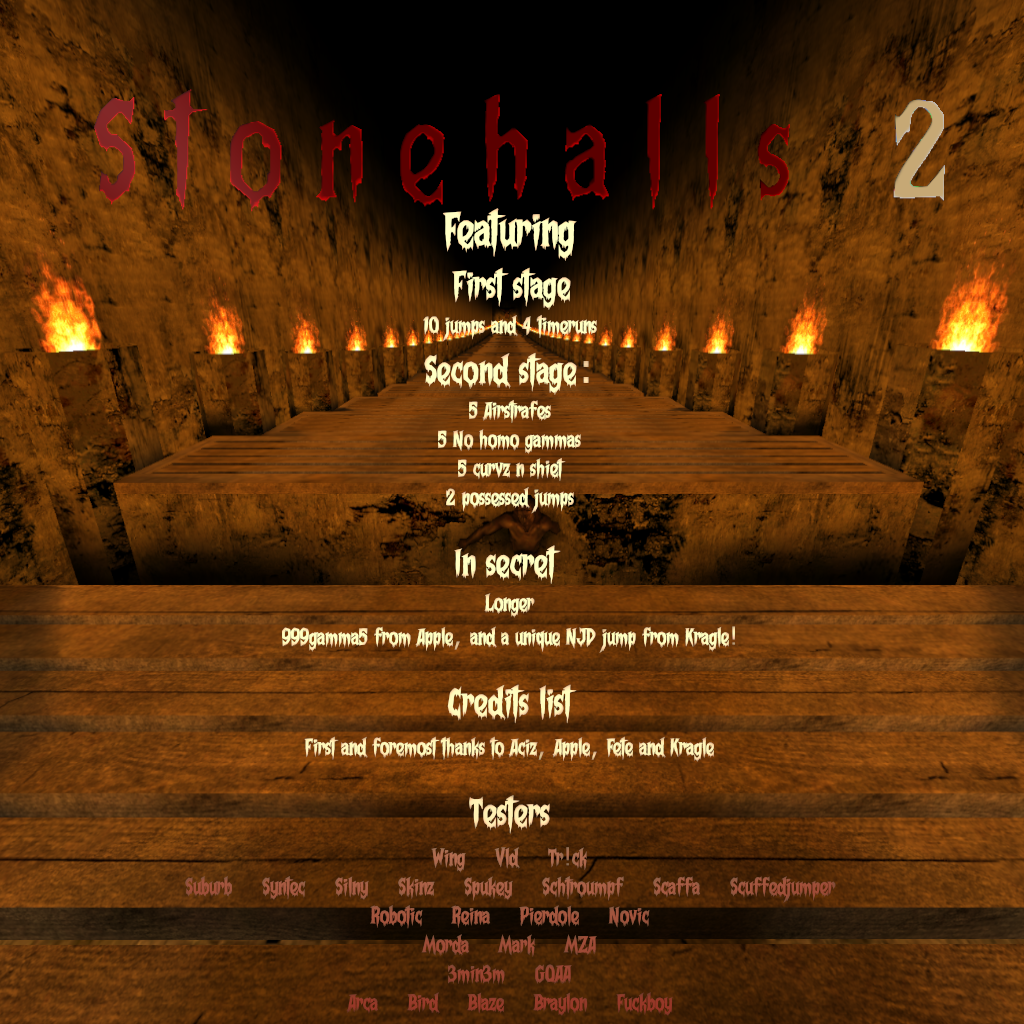 Stonehalls 2
Featuring
First stage
10 jumps and 4 timeruns
Second stage:
5 Airstrafes
5 No homo gammas
5 curvz n shiet
2 possessed jumps
In secret
Longer
999gamma5 from Apple, and a unique NJD jump from Kragle!
Credits list
First and foremost thanks to Aciz, Apple, Fete and Kragle
Testers
Wing Vld Tr!ck
Suburb Syntec Silny Skinz Spukey Schtroumpf Scaffa Scuffedjumper
Robotic Reina Pierdole Novic
Morda Mark MZA
3min3m GOAA
Arca Bird Blaze Braylon Fuckboy